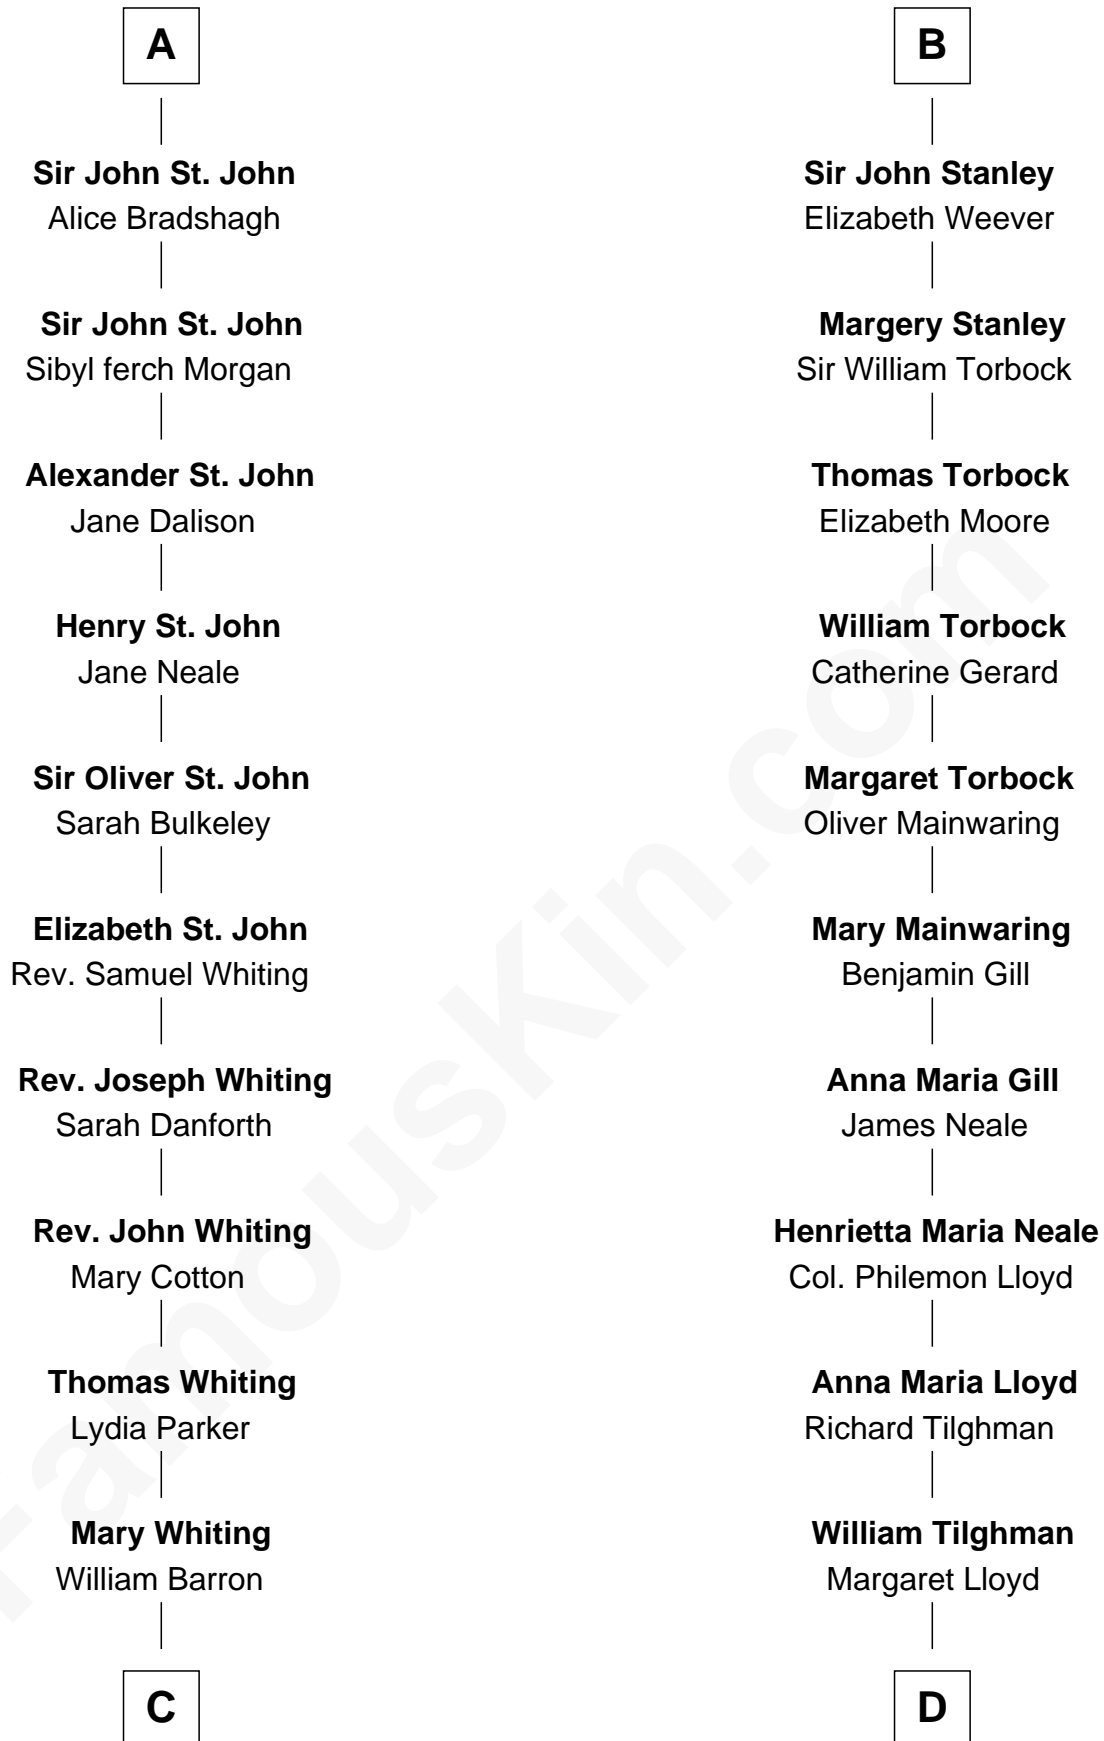 A
Sir John St. John
Alice Bradshagh
Sir John St. John
Sibyl ferch Morgan
Alexander St. John
Jane Dalison
Henry St. John
Jane Neale
Sir Oliver St. John
Sarah Bulkeley
Elizabeth St. John
Rev. Samuel Whiting
Rev. Joseph Whiting
Sarah Danforth
Rev. John Whiting
Mary Cotton
Thomas Whiting
Lydia Parker
Mary Whiting
William Barron
C
B
Sir John Stanley
Elizabeth Weever
Margery Stanley
Sir William Torbock
Thomas Torbock
Elizabeth Moore
William Torbock
Catherine Gerard
Margaret Torbock
Oliver Mainwaring
Mary Mainwaring
Benjamin Gill
Anna Maria Gill
James Neale
Henrietta Maria Neale
Col. Philemon Lloyd
Anna Maria Lloyd
Richard Tilghman
William Tilghman
Margaret Lloyd
D
FamousKin.com